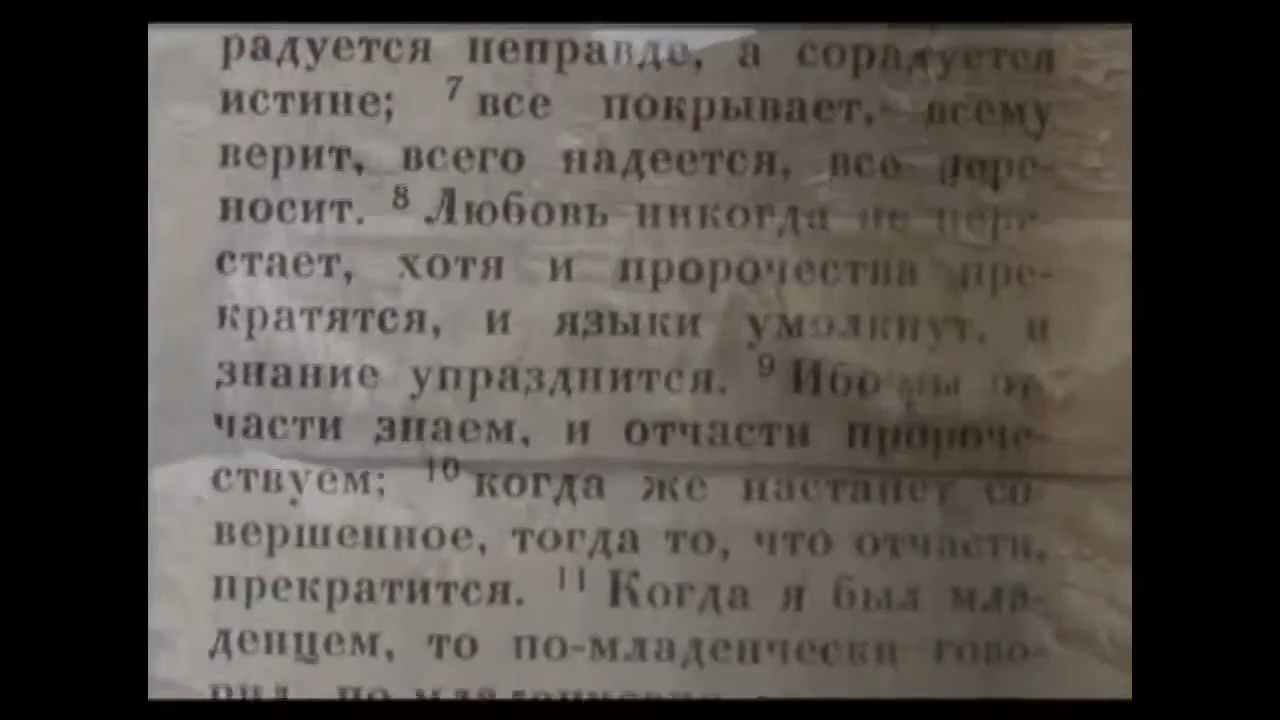 радуется неправде, а сорадуется
истине; 7 все покрывает, всему
верит, всего надеется, все пере-
носит. 8 Любовь никогда не пере-
стает, хотя и пророчества пре-
кратятся, и языки умолкнут, и
знание упразднится. 9 Ибо мы от
части знаем, и отчасти пророче-
ствуем; 10 когда же настанет со
вершенное, тогда то, что отчасти,
прекратится. 11 Когда я был мла-
денцем, то по-младенчески гово-